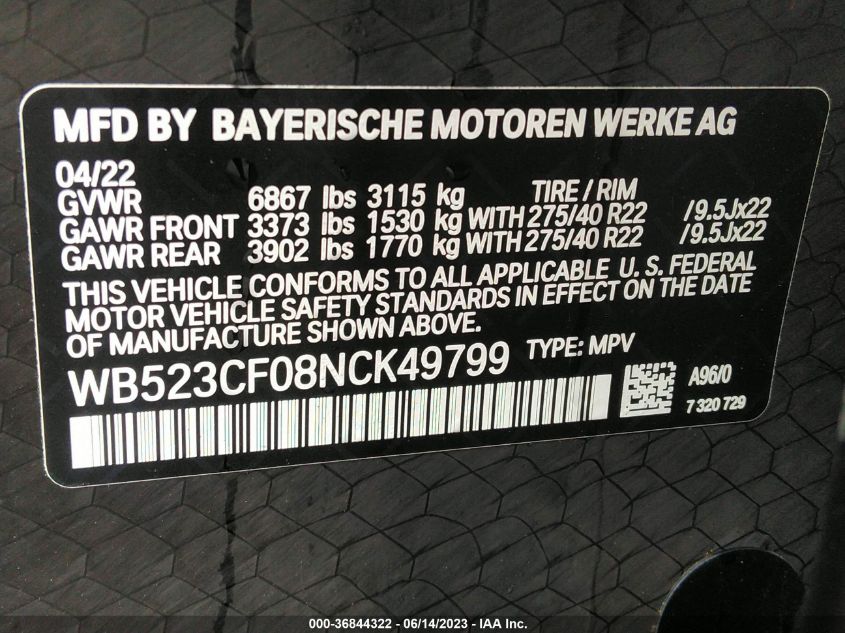 MFD BY BAYERISCHE MOTOREN WERKE AG
04/22 TIRE / RIM
GVWR 6867 lbs 3115 kg
GAWR FRONT 3373 lbs 1530 kg WITH 275/40 R22 /9.5Jx22
GAWR REAR 3902 lbs 1770 kg WITH 275/40 R22 /9.5Jx22
THIS VEHICLE CONFORMS TO ALL APPLICABLE U. S. FEDERAL
MOTOR VEHICLE SAFETY STANDARDS IN EFFECT ON THE DATE
OF MANUFACTURE SHOWN ABOVE.
WB523CF08NCK49799 TYPE: MPV
A96/0
7 320 729
000-36844322 / 06/14/2023 - IAA Inc.